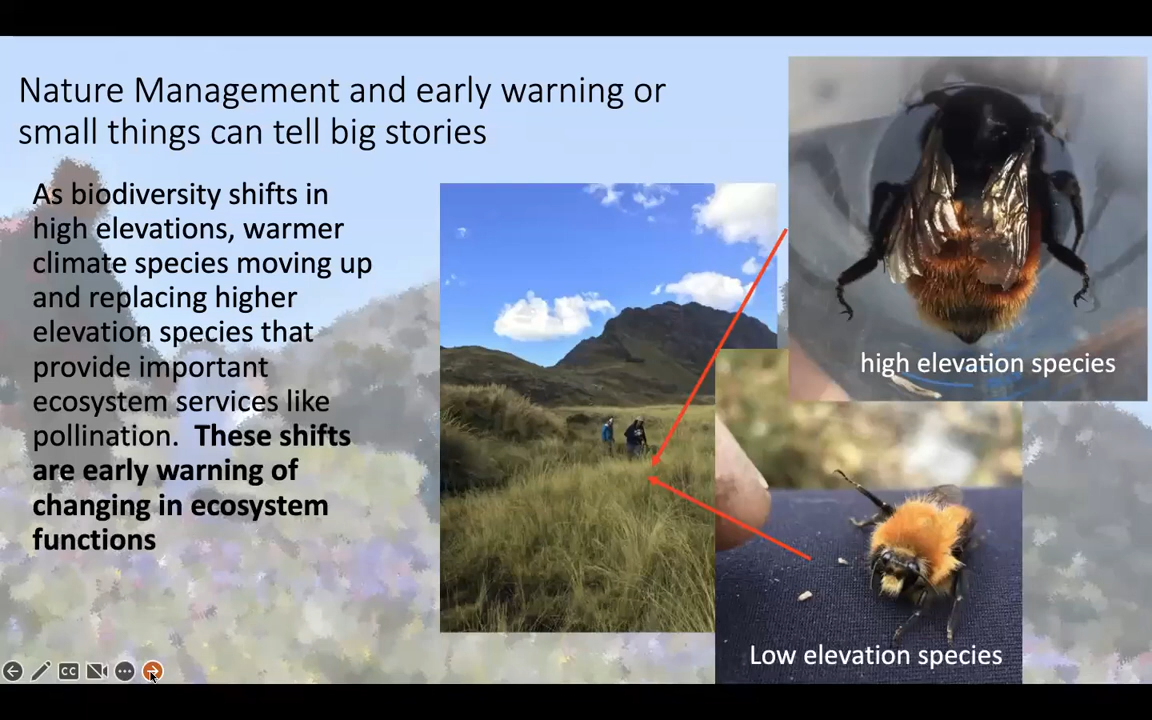 Nature Management and early warning or
small things can tell big stories
As biodiversity shifts in
high elevations, warmer
climate species moving up
and replacing higher
elevation species that
provide important
ecosystem services like
pollination. These shifts
are early warning of
changing in ecosystem
functions
high elevation species
Low elevation species
CC